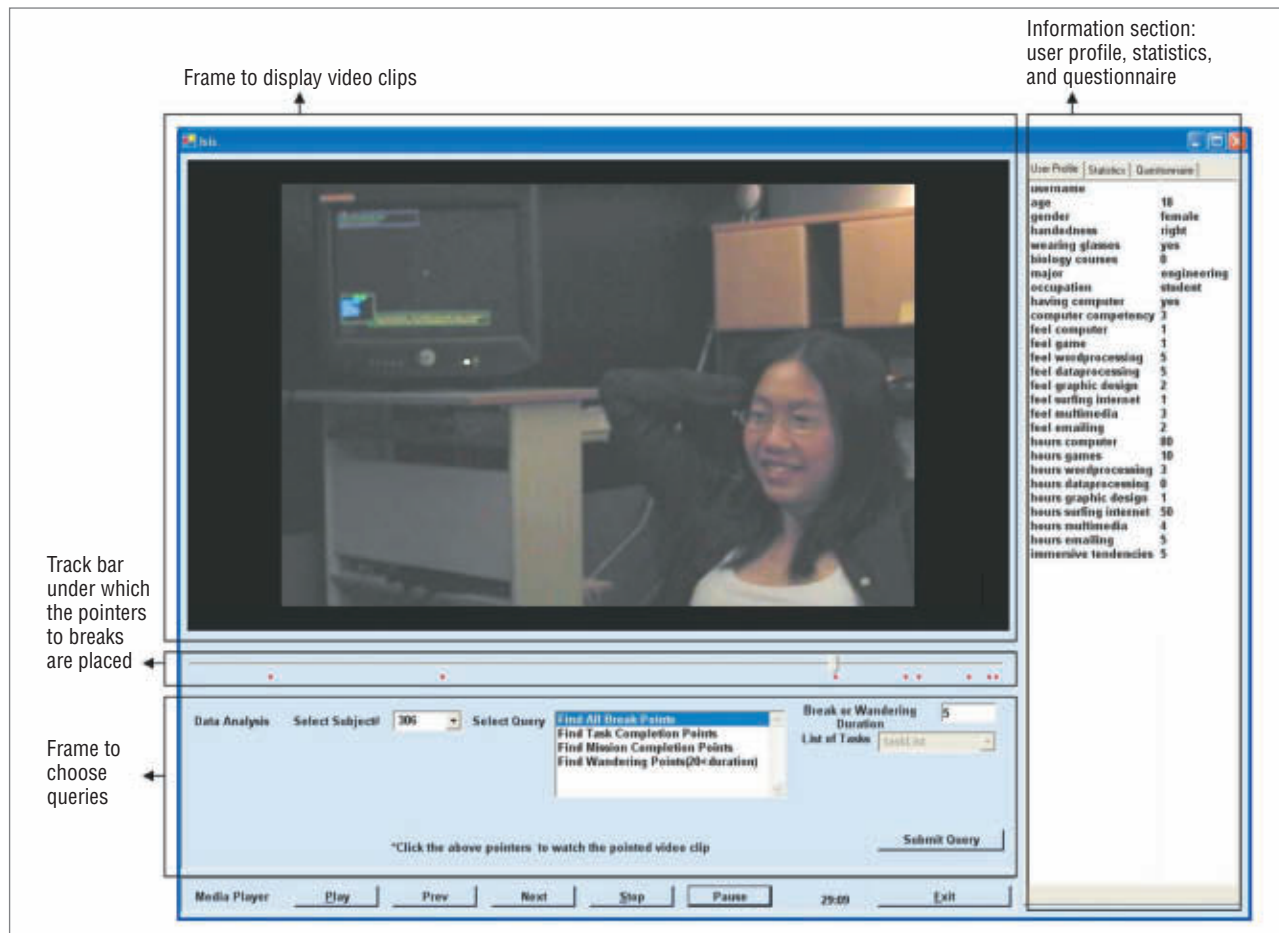 Information section:
user profile, statistics,
and questionnaire
Frame to display video clips
Isis
User Profile Statistics Questionnaire
username
age 18
gender female
handedness right
wearing glasses yes
biology courses 0
major engineering
occupation student
having computer yes
computer competency 3
feel computer 1
feel game 1
feel wordprocessing 5
feel dataprocessing 5
feel graphic design 2
feel surfing internet 1
feel multimedia 3
feel emailing 2
hours computer 80
hours games 10
hours wordprocessing 3
hours dataprocessing 0
hours graphic design 1
hours surfing internet 50
hours multimedia 4
hours emailing 5
immersive tendencies 5
Track bar
under which
the pointers
to breaks
are placed
Frame to
choose
queries
Data Analysis Select Subject# 306 Select Query
Find All Break Points
Find Task Completion Points
Find Mission Completion Points
Find Wandering Points(20<duration)
Break or Wandering
Duration
5
List of Tasks taskList
*Click the above pointers to watch the pointed video clip
Submit Query
Media Player Play Prev Next Stop Pause 29:09 Exit